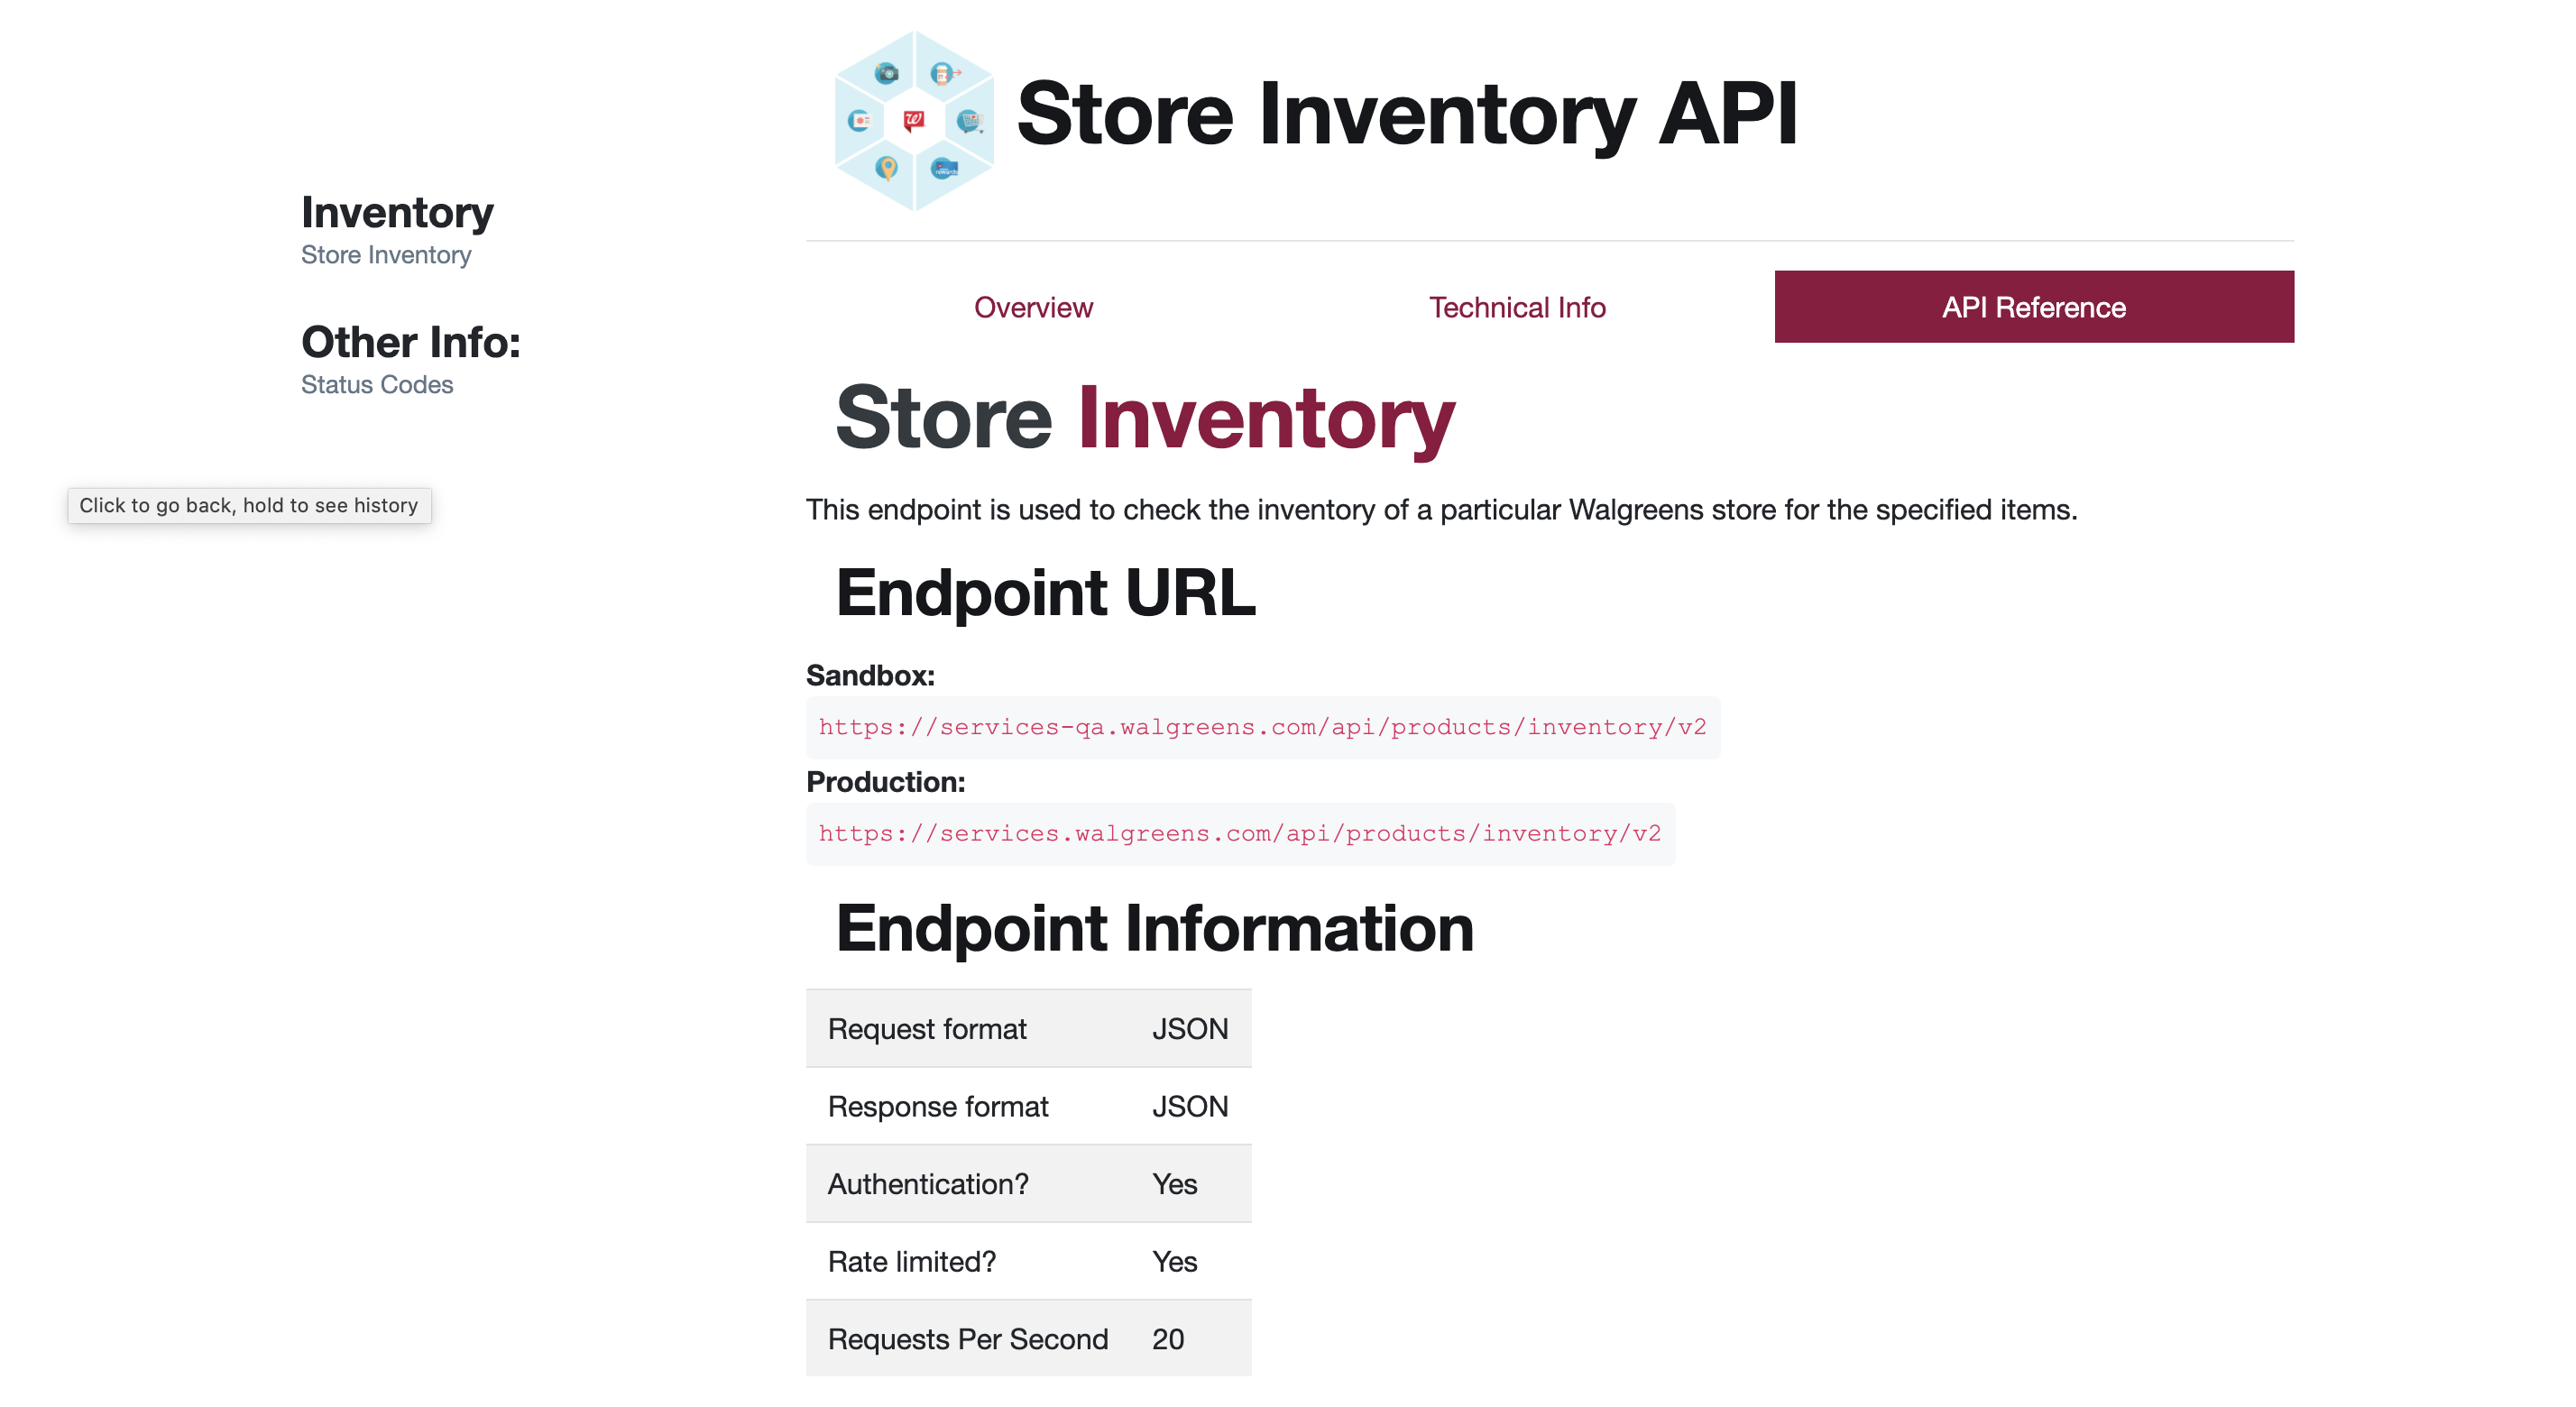 Store Inventory API
Inventory
Store Inventory
Other Info:
Status Codes
Click to go back, hold to see history
Overview
Technical Info
API Reference
Store Inventory
This endpoint is used to check the inventory of a particular Walgreens store for the specified items.
Endpoint URL
Sandbox:
https://services-qa.walgreens.com/api/products/inventory/v2
Production:
https://services.walgreens.com/api/products/inventory/v2
Endpoint Information
Request format JSON
Response format JSON
Authentication? Yes
Rate limited? Yes
Requests Per Second 20